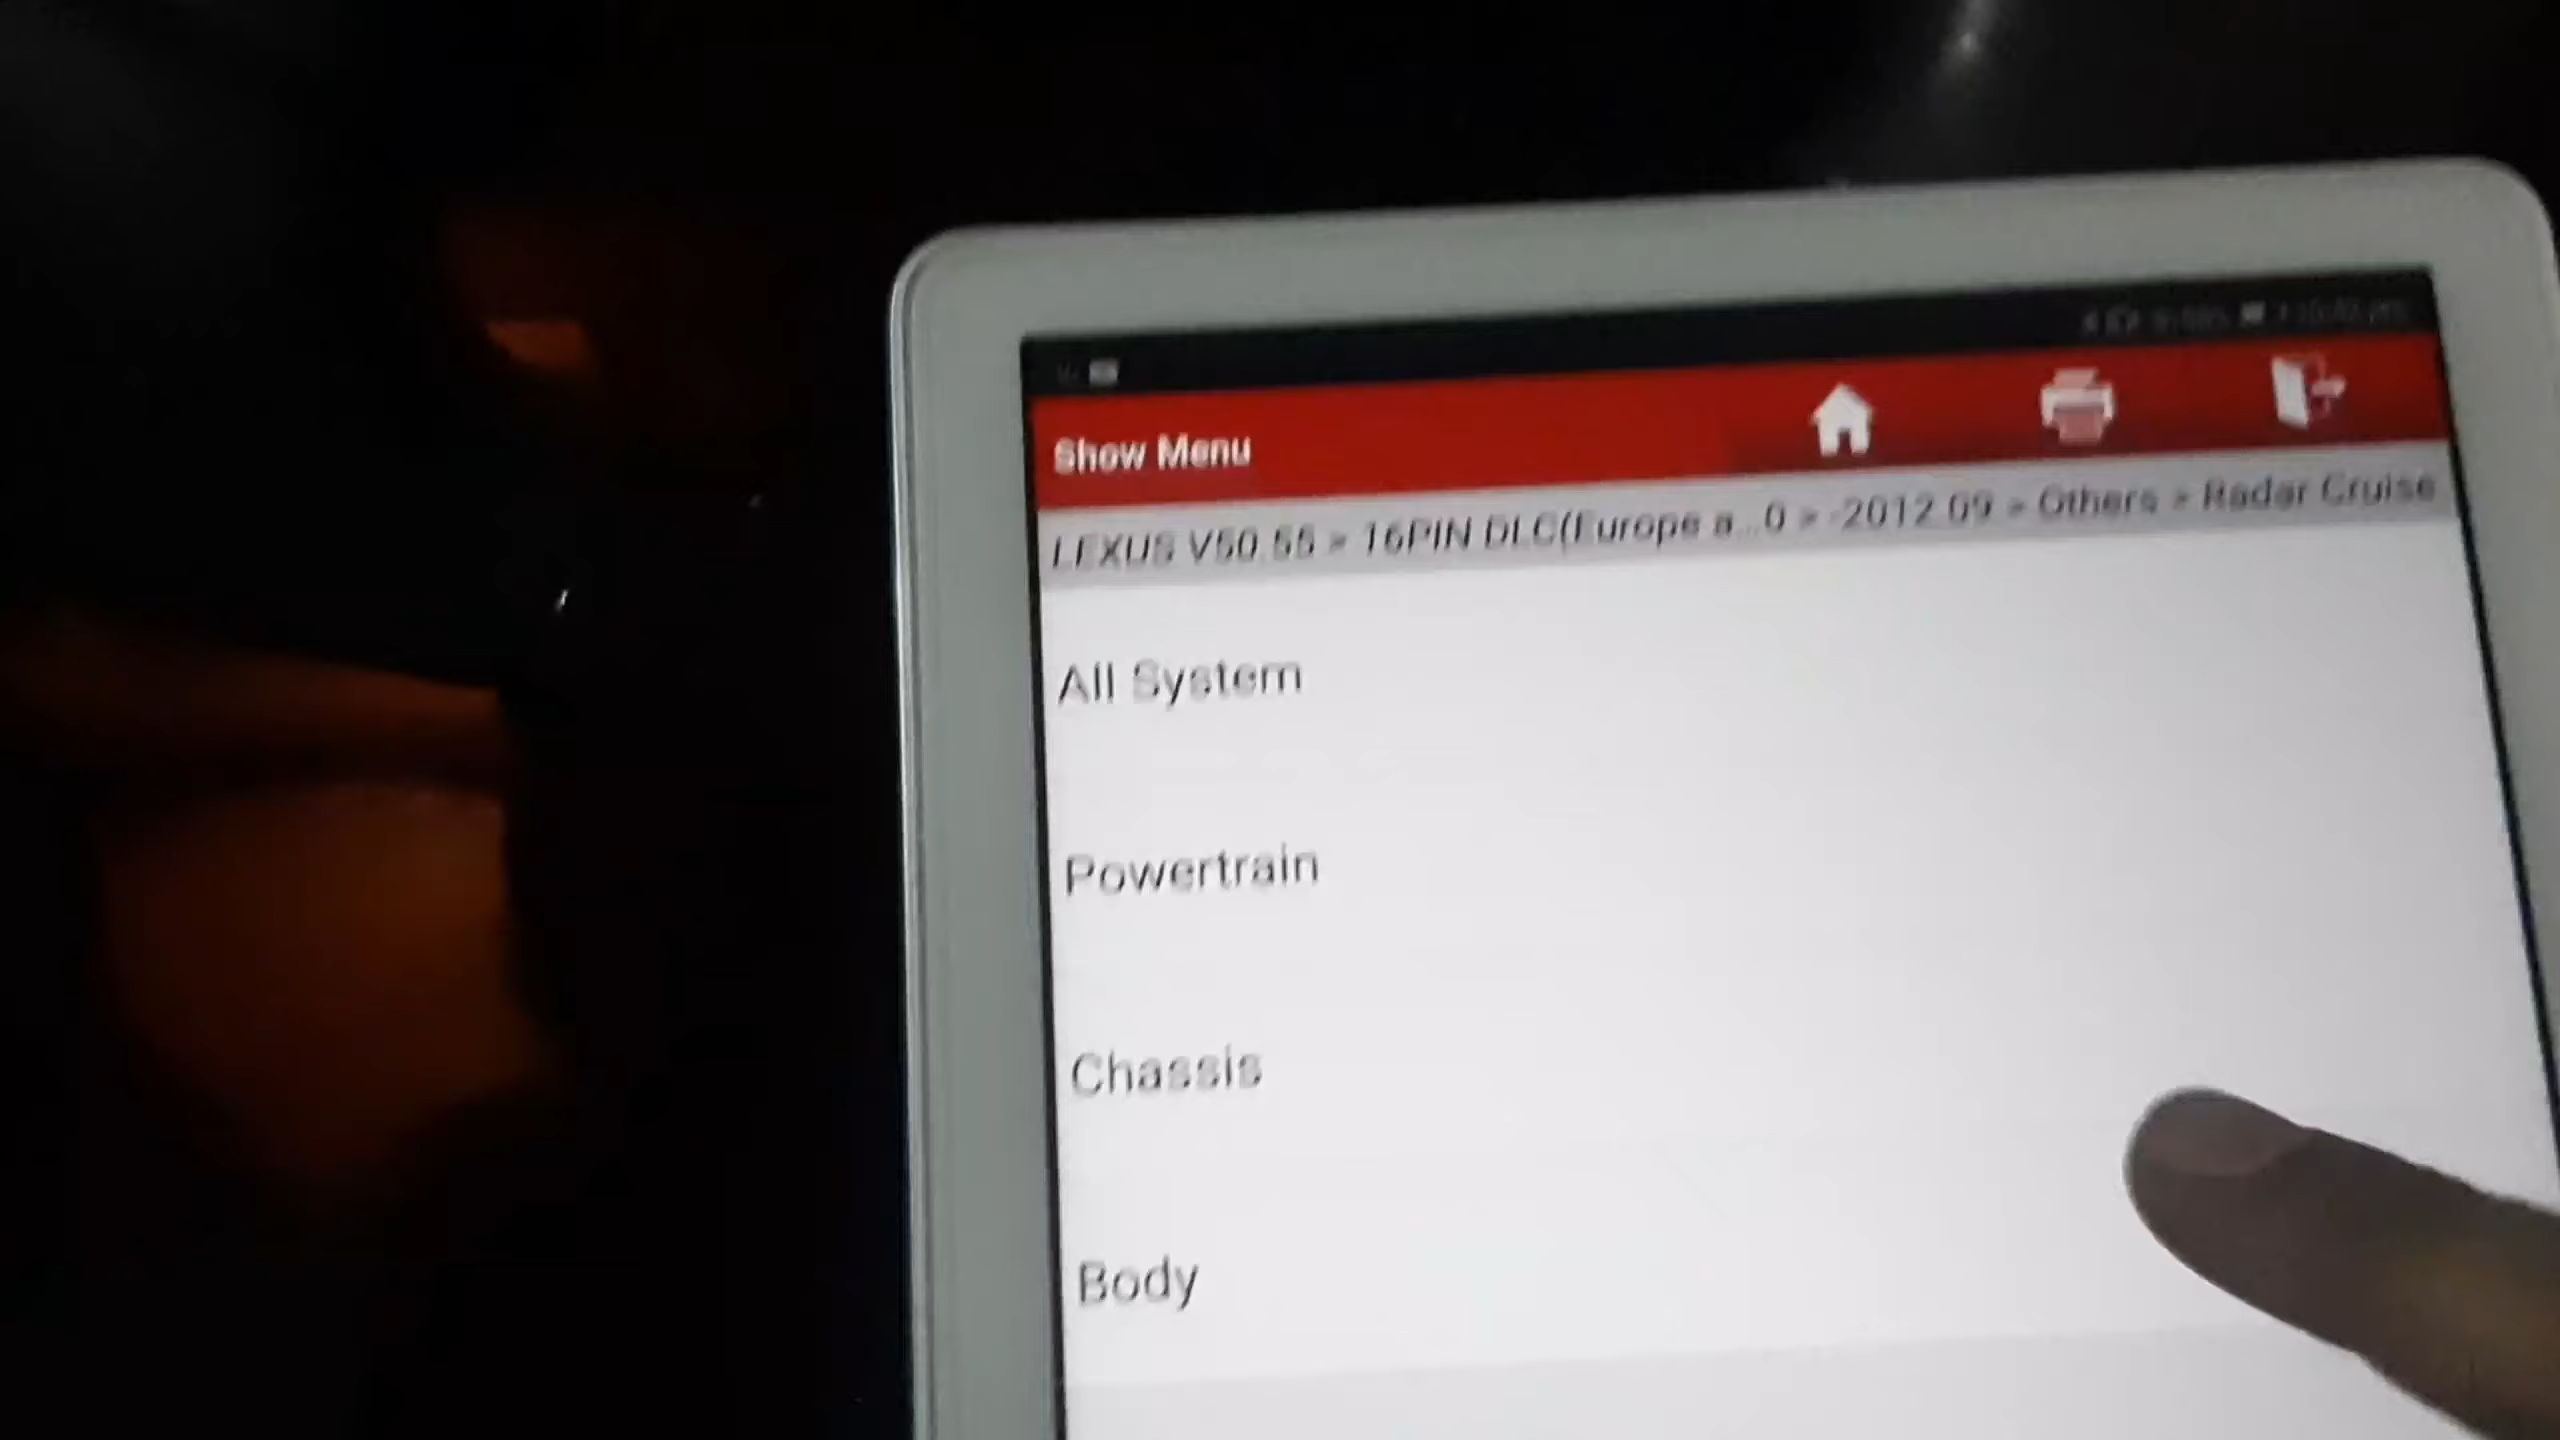 Show Menu
LEXUS V50.55 > 16PIN DLC(Europe a...0 > -2012.09 > Others > Radar Cruise
All System
Powertrain
Chassis
Body